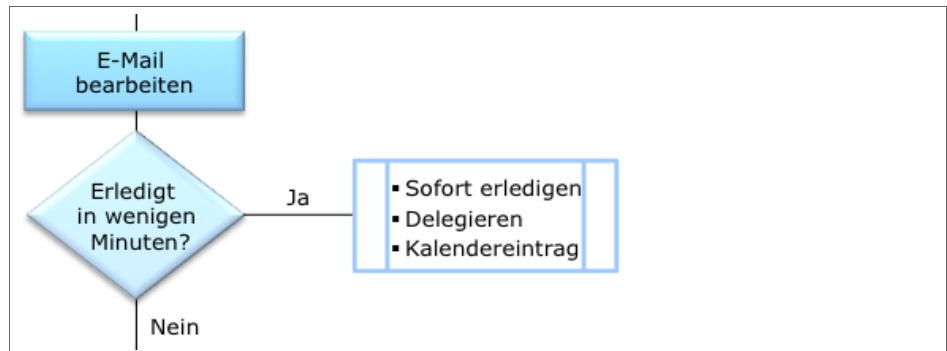 E-Mail
bearbeiten
Erledigt
in wenigen
Minuten?
Ja
▪ Sofort erledigen
▪ Delegieren
▪ Kalendereintrag
Nein